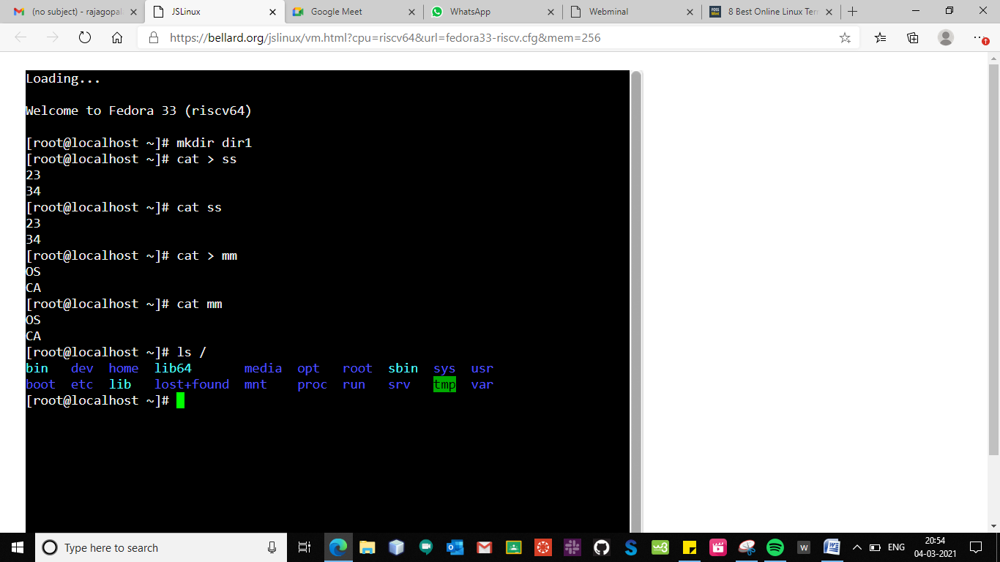 (no subject) - rajagopal
JSLinux
Google Meet
WhatsApp
Webminal
FOSS Mint
8 Best Online Linux Ter
https://bellard.org/jslinux/vm.html?cpu=riscv64&url=fedora33-riscv.cfg&mem=256
Loading...
Welcome to Fedora 33 (riscv64)
[root@localhost ~]# mkdir dir1
[root@localhost ~]# cat > ss
23
34
[root@localhost ~]# cat ss
23
34
[root@localhost ~]# cat > mm
OS
CA
[root@localhost ~]# cat mm
OS
CA
[root@localhost ~]# ls /
bin dev home lib64 media opt root sbin sys usr
boot etc lib lost+found mnt proc run srv tmp var
[root@localhost ~]#
Type here to search
w3
W
ENG
20:54
04-03-2021